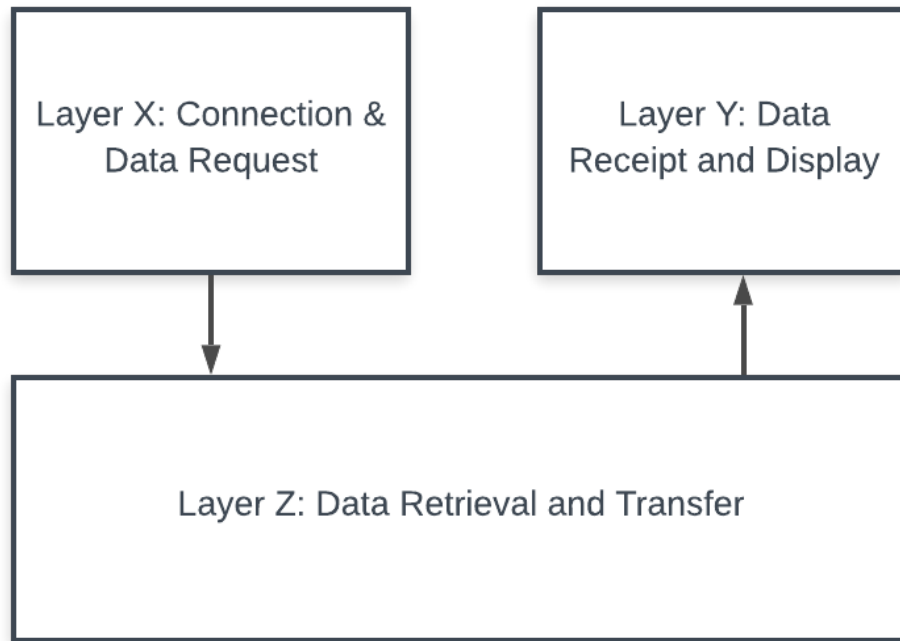 Layer X: Connection &
Data Request
Layer Y: Data
Receipt and Display
Layer Z: Data Retrieval and Transfer